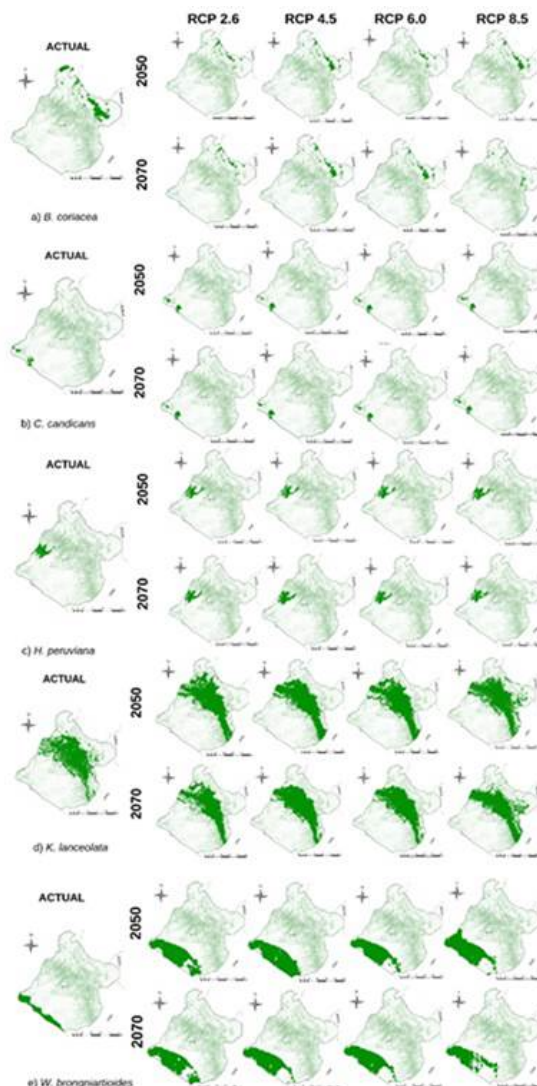 RCP 2.6 RCP 4.5 RCP 6.0 RCP 8.5
ACTUAL
2050
2070
a) B. coriacea
ACTUAL
2050
2070
b) C. candicans
ACTUAL
2050
2070
c) H. peruviana
ACTUAL
2050
2070
d) K. lanceolata
ACTUAL
2050
2070
e) W. brongniartioides